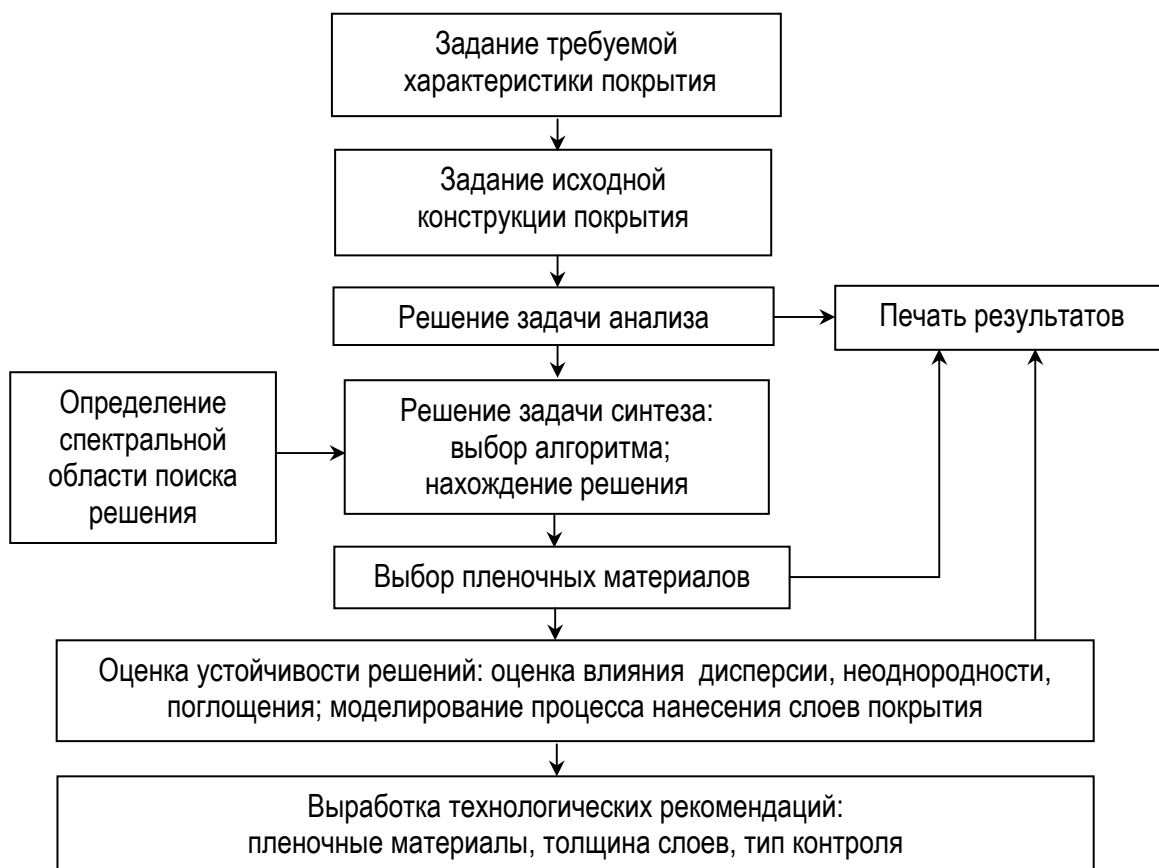 Задание требуемой
характеристики покрытия
Задание исходной
конструкции покрытия
Решение задачи анализа
Печать результатов
Определение
спектральной
области поиска
решения
Решение задачи синтеза:
выбор алгоритма;
нахождение решения
Выбор пленочных материалов
Оценка устойчивости решений: оценка влияния дисперсии, неоднородности,
поглощения; моделирование процесса нанесения слоев покрытия
Выработка технологических рекомендаций:
пленочные материалы, толщина слоев, тип контроля